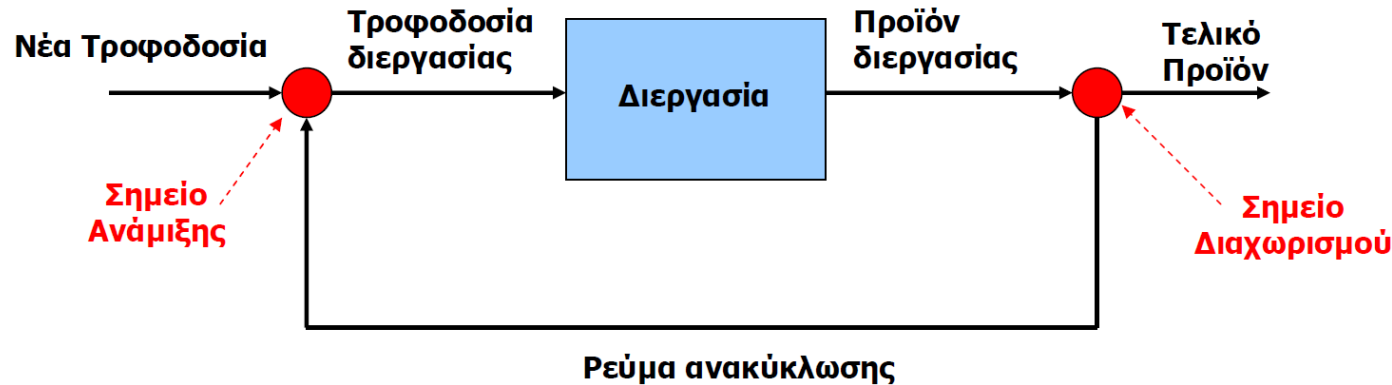 Νέα Τροφοδοσία
Τροφοδοσία
διεργασίας
Διεργασία
Προϊόν
διεργασίας
Τελικό
Προϊόν
Σημείο
Ανάμιξης
Σημείο
Διαχωρισμού
Ρεύμα ανακύκλωσης